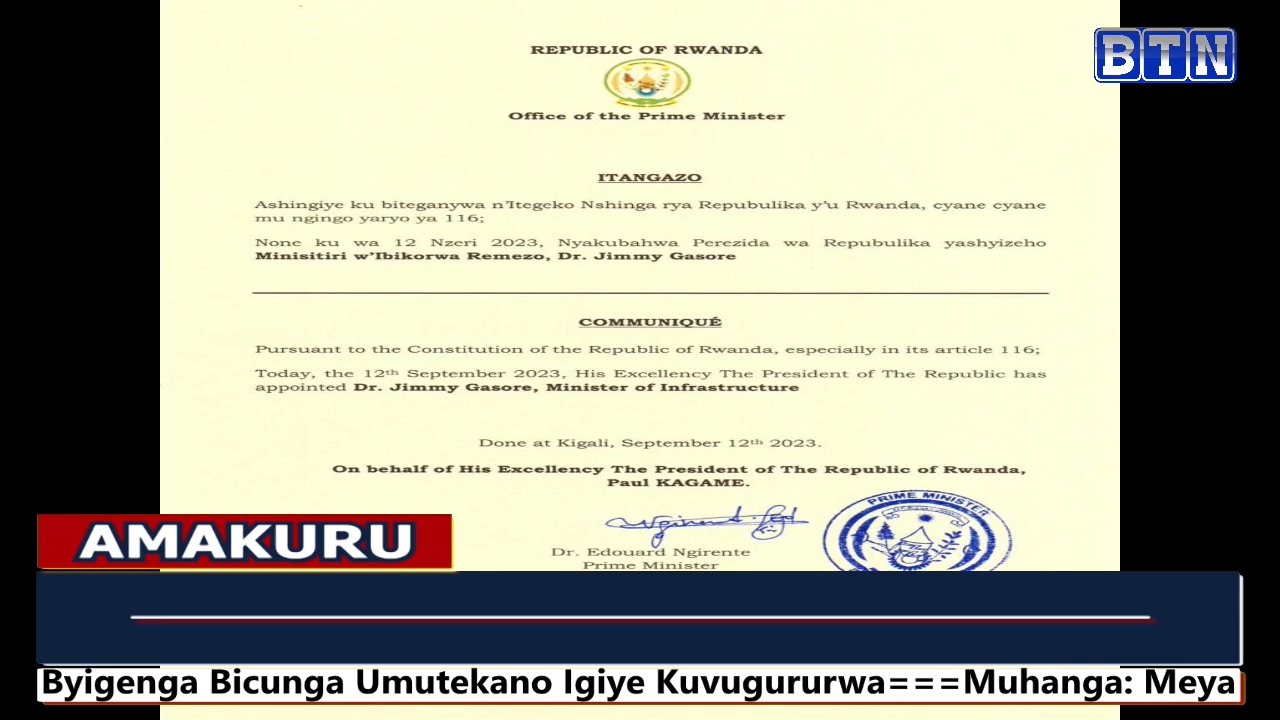 REPUBLIC OF RWANDA
BTN
Office of the Prime Minister
ITANGAZO
Ashingiye ku biteganywa n'Itegeko Nshinga rya Repubulika y'u Rwanda, cyane cyane
mu ngingo yaryo ya 116;
None ku wa 12 Nzeri 2023, Nyakubahwa Perezida wa Repubulika yashyizeho
Minisitiri w'Ibikorwa Remezo, Dr. Jimmy Gasore
COMMUNIQUÉ
Pursuant to the Constitution of the Republic of Rwanda, especially in its article 116;
Today, the 12th September 2023, His Excellency The President of The Republic has
appointed Dr. Jimmy Gasore, Minister of Infrastructure
Done at Kigali, September 12th 2023.
On behalf of His Excellency The President of The Republic of Rwanda,
Paul KAGAME.
PRIME MINISTER
Dr. Edouard Ngirente
Prime Minister
AMAKURU
Byigenga Bicunga Umutekano Igiye Kuvugururwa===Muhanga: Meya